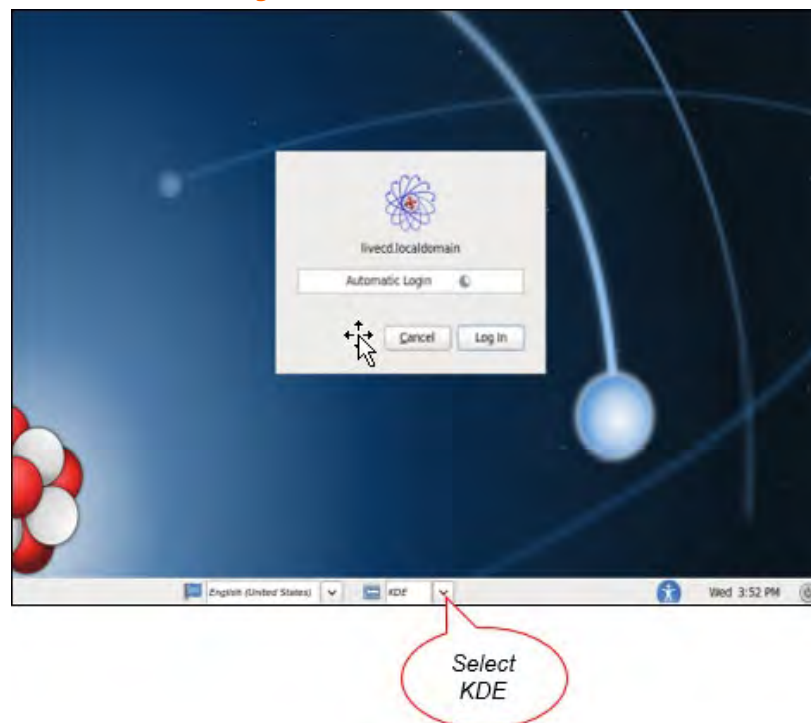 livecd.localdomain
Automatic Login
Cancel
Log In
English (United States)
KDE
Wed 3:52 PM
Select
KDE